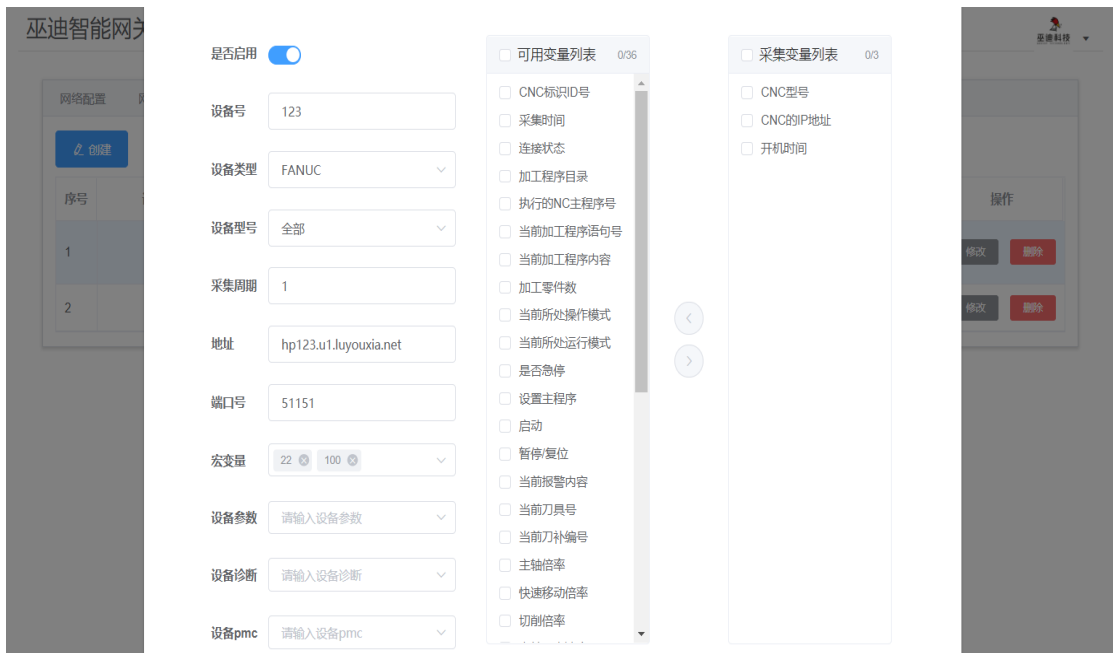 巫迪智能网关
巫迪科技
网络配置
创建
序号
操作
1
修改
删除
2
修改
删除
是否启用
设备号
123
设备类型
FANUC
设备型号
全部
采集周期
1
地址
hp123.u1.luyouxia.net
端口号
51151
宏变量
22
100
设备参数
请输入设备参数
设备诊断
请输入设备诊断
设备pmc
请输入设备pmc
可用变量列表 0/36
CNC标识ID号
采集时间
连接状态
加工程序目录
执行的NC主程序号
当前加工程序语句号
当前加工程序内容
加工零件数
当前所处操作模式
当前所处运行模式
是否急停
设置主程序
启动
暂停/复位
当前报警内容
当前刀具号
当前刀补编号
主轴倍率
快速移动倍率
切削倍率
采集变量列表 0/3
CNC型号
CNC的IP地址
开机时间